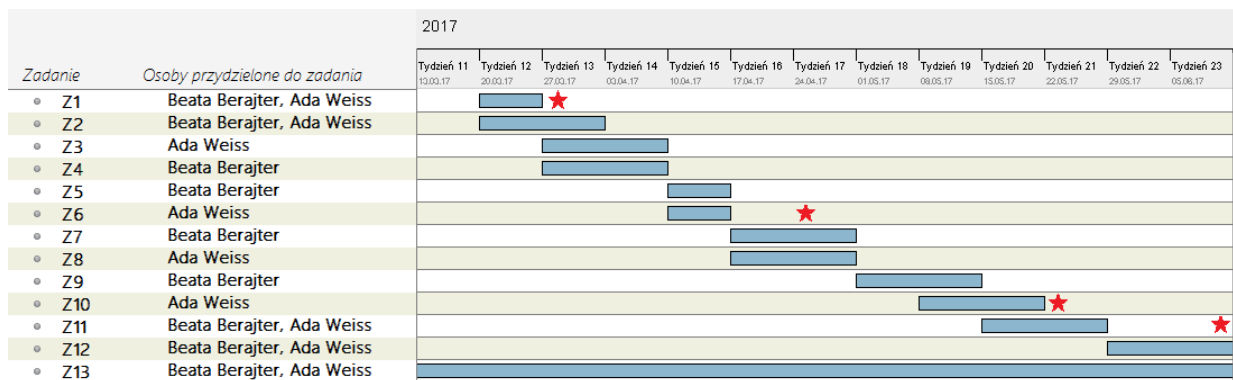 2017
Tydzień 11 Tydzień 12 Tydzień 13 Tydzień 14 Tydzień 15 Tydzień 16 Tydzień 17 Tydzień 18 Tydzień 19 Tydzień 20 Tydzień 21 Tydzień 22 Tydzień 23
Zadanie Osoby przydzielone do zadania 13.03.17 20.03.17 27.03.17 03.04.17 10.04.17 17.04.17 24.04.17 01.05.17 08.05.17 15.05.17 22.05.17 29.05.17 05.06.17
Z1 Beata Berajter, Ada Weiss
Z2 Beata Berajter, Ada Weiss
Z3 Ada Weiss
Z4 Beata Berajter
Z5 Beata Berajter
Z6 Ada Weiss
Z7 Beata Berajter
Z8 Ada Weiss
Z9 Beata Berajter
Z10 Ada Weiss
Z11 Beata Berajter, Ada Weiss
Z12 Beata Berajter, Ada Weiss
Z13 Beata Berajter, Ada Weiss